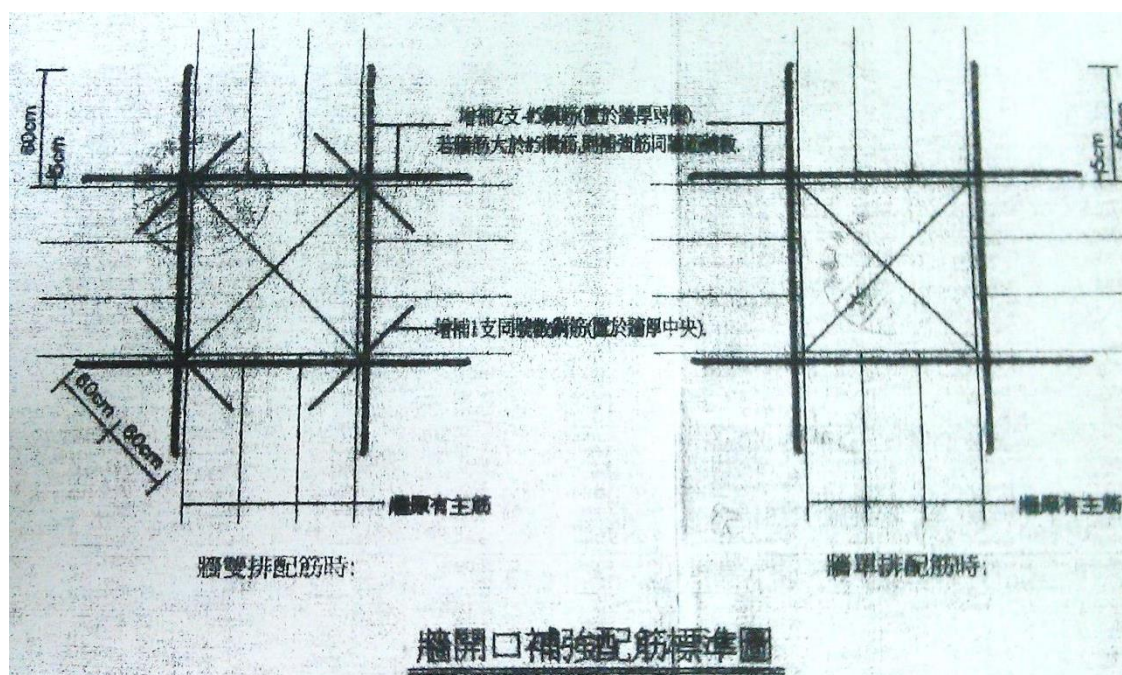 60cm
5cm
增補2支-#5鋼筋(置於牆厚兩側).
若牆筋大於#5鋼筋,則補強筋同牆筋號數.
5cm
60cm
增補1支同號數鋼筋(置於牆厚中央).
60cm
60cm
牆原有主筋
牆原有主筋
牆雙排配筋時:
牆單排配筋時:
牆開口補強配筋標準圖